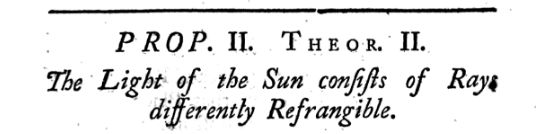 PROP. II. THEOR. II.
The Light of the Sun conſiſts of Rays
differently Refrangible.